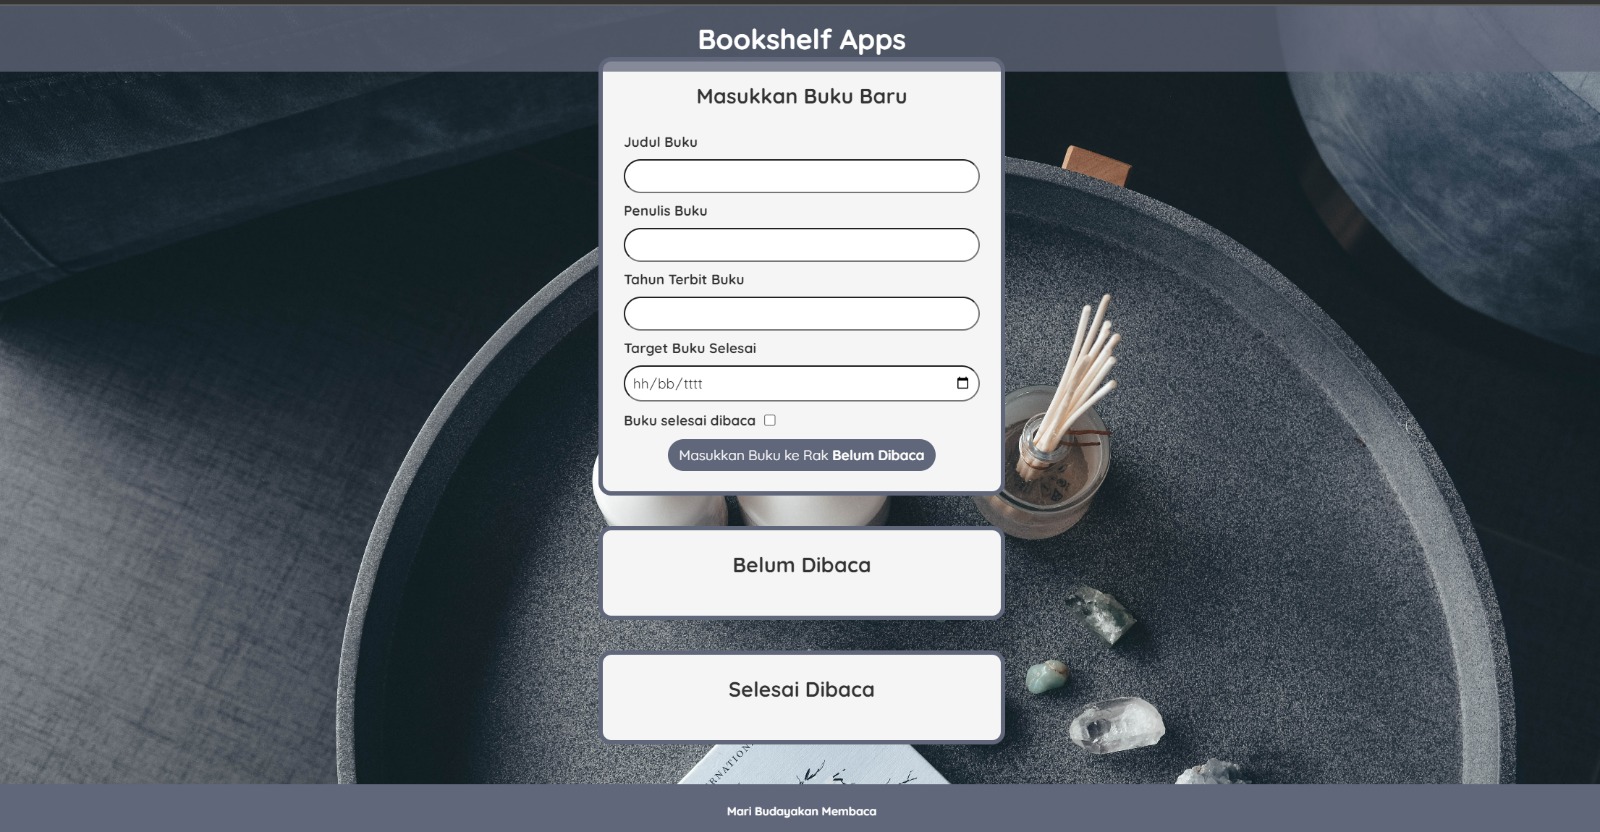 Bookshelf Apps
Masukkan Buku Baru
Judul Buku
Penulis Buku
Tahun Terbit Buku
Target Buku Selesai
hh/bb/tttt
Buku selesai dibaca
Masukkan Buku ke Rak Belum Dibaca
Belum Dibaca
Selesai Dibaca
Mari Budayakan Membaca